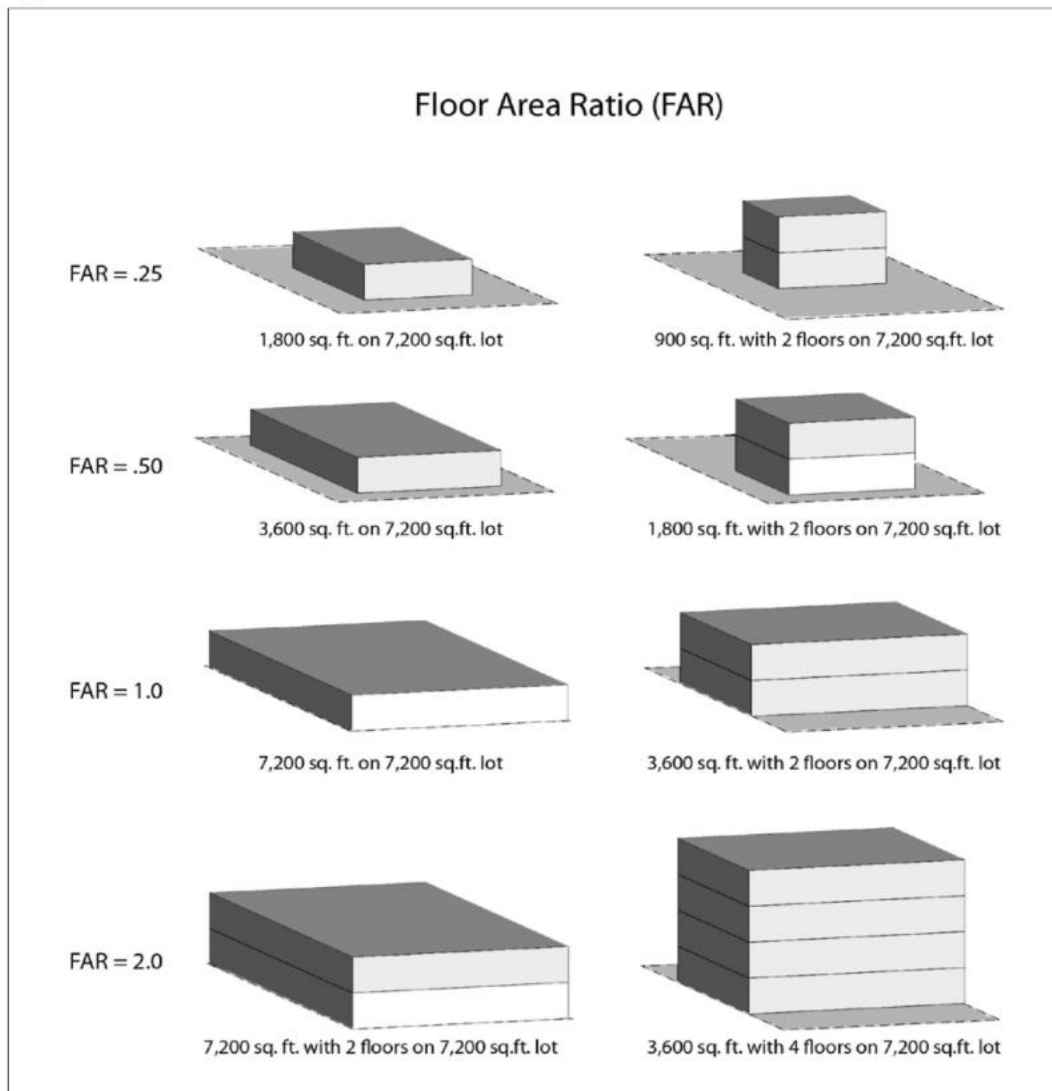 Floor Area Ratio (FAR)
FAR = .25
1,800 sq. ft. on 7,200 sq.ft. lot
900 sq. ft. with 2 floors on 7,200 sq.ft. lot
FAR = .50
3,600 sq. ft. on 7,200 sq.ft. lot
1,800 sq. ft. with 2 floors on 7,200 sq.ft. lot
FAR = 1.0
7,200 sq. ft. on 7,200 sq.ft. lot
3,600 sq. ft. with 2 floors on 7,200 sq.ft. lot
FAR = 2.0
7,200 sq. ft. with 2 floors on 7,200 sq.ft. lot
3,600 sq. ft. with 4 floors on 7,200 sq.ft. lot